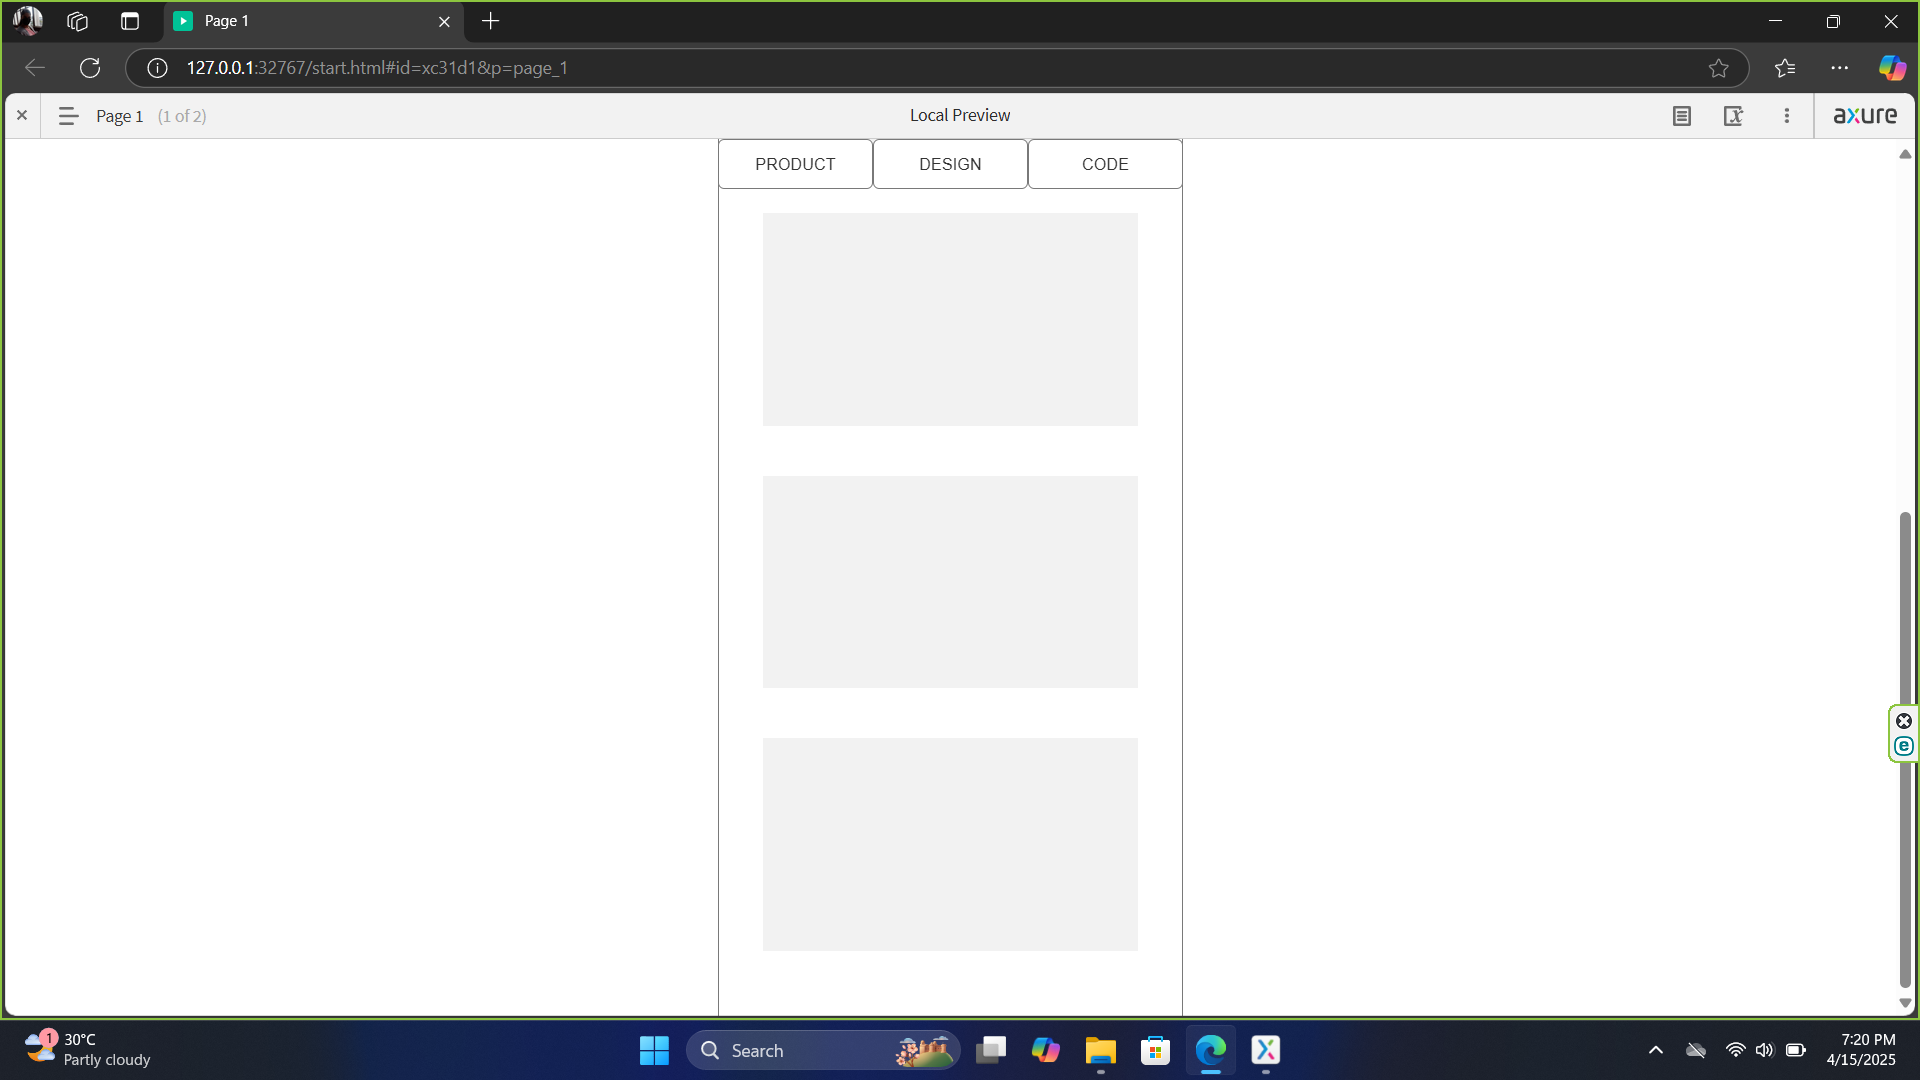 Page 1
127.0.0.1:32767/start.html#id=xc31d1&p=page_1
Page 1 (1 of 2)
Local Preview
axure
PRODUCT DESIGN CODE
e
1
30°C
Partly cloudy
Search
7:20 PM
4/15/2025